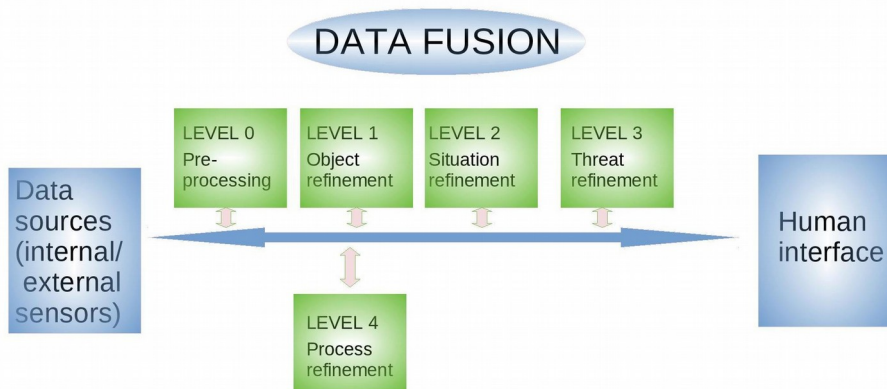 DATA FUSION
LEVEL 0
Pre-
processing
LEVEL 1
Object
refinement
LEVEL 2
Situation
refinement
LEVEL 3
Threat
refinement
Data
sources
(internal/
external
sensors)
Human
interface
LEVEL 4
Process
refinement